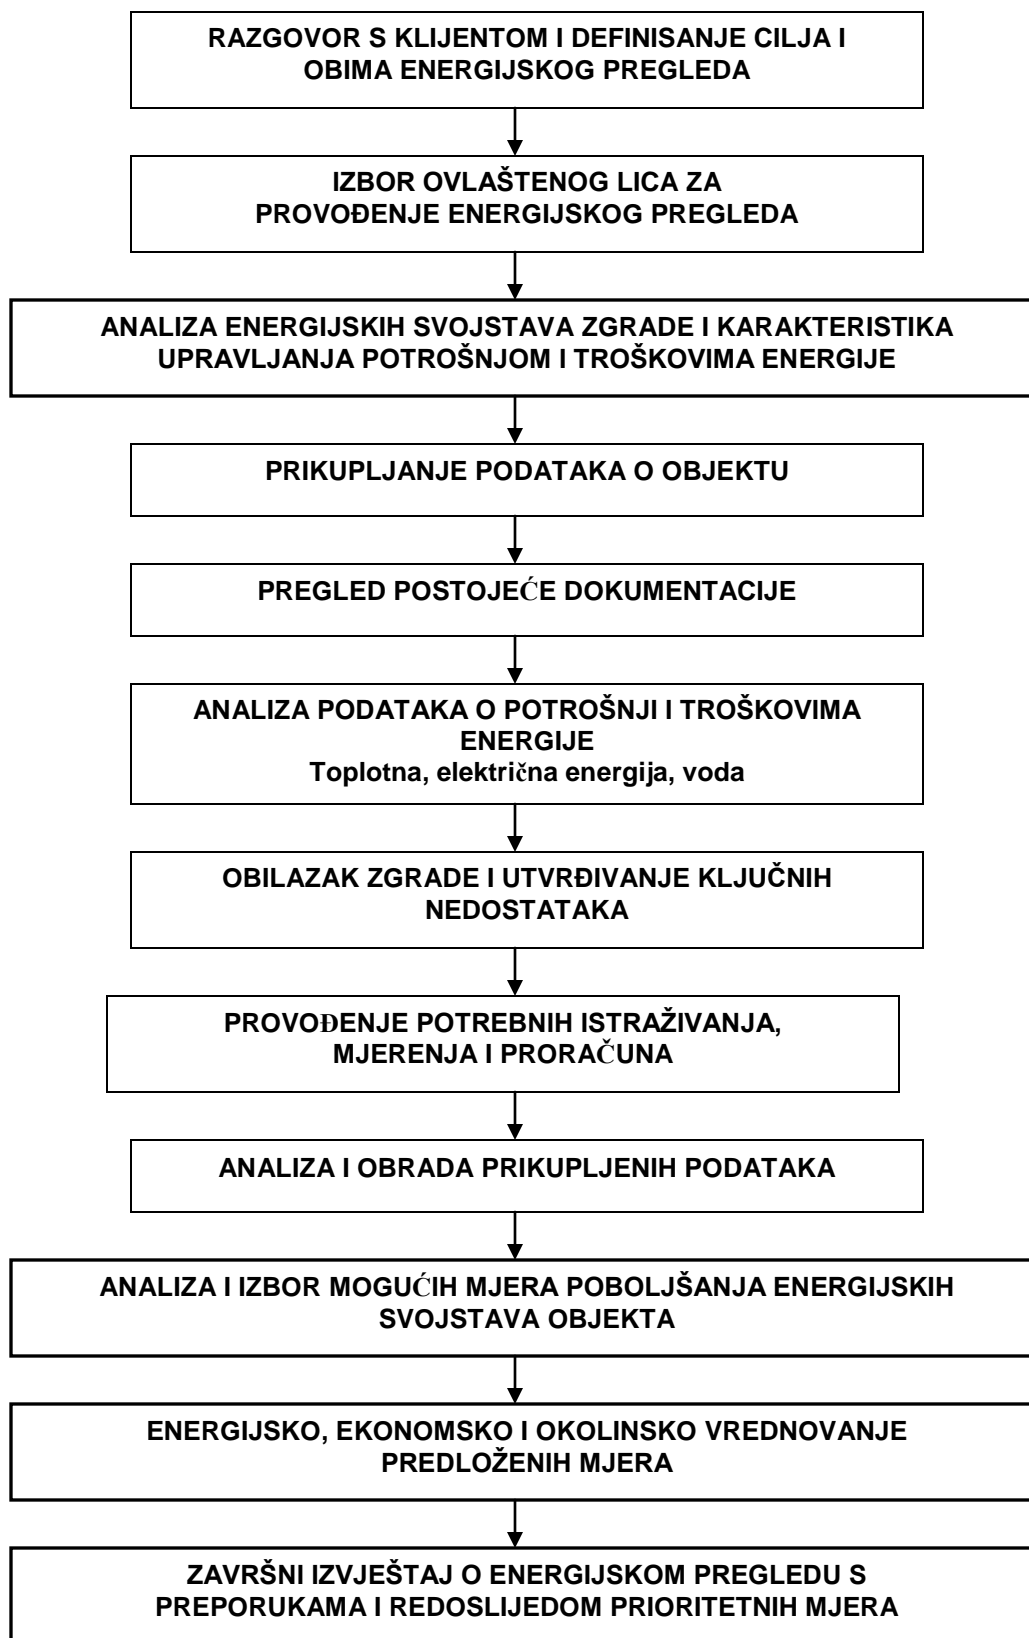 RAZGOVOR S KLIJENTOM I DEFINISANJE CILJA I
OBIMA ENERGIJSKOG PREGLEDA
IZBOR OVLAŠTENOG LICA ZA
PROVOĐENJE ENERGIJSKOG PREGLEDA
ANALIZA ENERGIJSKIH SVOJSTAVA ZGRADE I KARAKTERISTIKA
UPRAVLJANJA POTROŠNJOM I TROŠKOVIMA ENERGIJE
PRIKUPLJANJE PODATAKA O OBJEKTU
PREGLED POSTOJEĆE DOKUMENTACIJE
ANALIZA PODATAKA O POTROŠNJI I TROŠKOVIMA
ENERGIJE
Toplotna, električna energija, voda
OBILAZAK ZGRADE I UTVRĐIVANJE KLJUČNIH
NEDOSTATAKA
PROVOĐENJE POTREBNIH ISTRAŽIVANJA,
MJERENJA I PRORAČUNA
ANALIZA I OBRADA PRIKUPLJENIH PODATAKA
ANALIZA I IZBOR MOGUĆIH MJERA POBOLJŠANJA ENERGIJSKIH
SVOJSTAVA OBJEKTA
ENERGIJSKO, EKONOMSKO I OKOLINSKO VREDNOVANJE
PREDLOŽENIH MJERA
ZAVRŠNI IZVJEŠTAJ O ENERGIJSKOM PREGLEDU S
PREPORUKAMA I REDOSLIJEDOM PRIORITETNIH MJERA